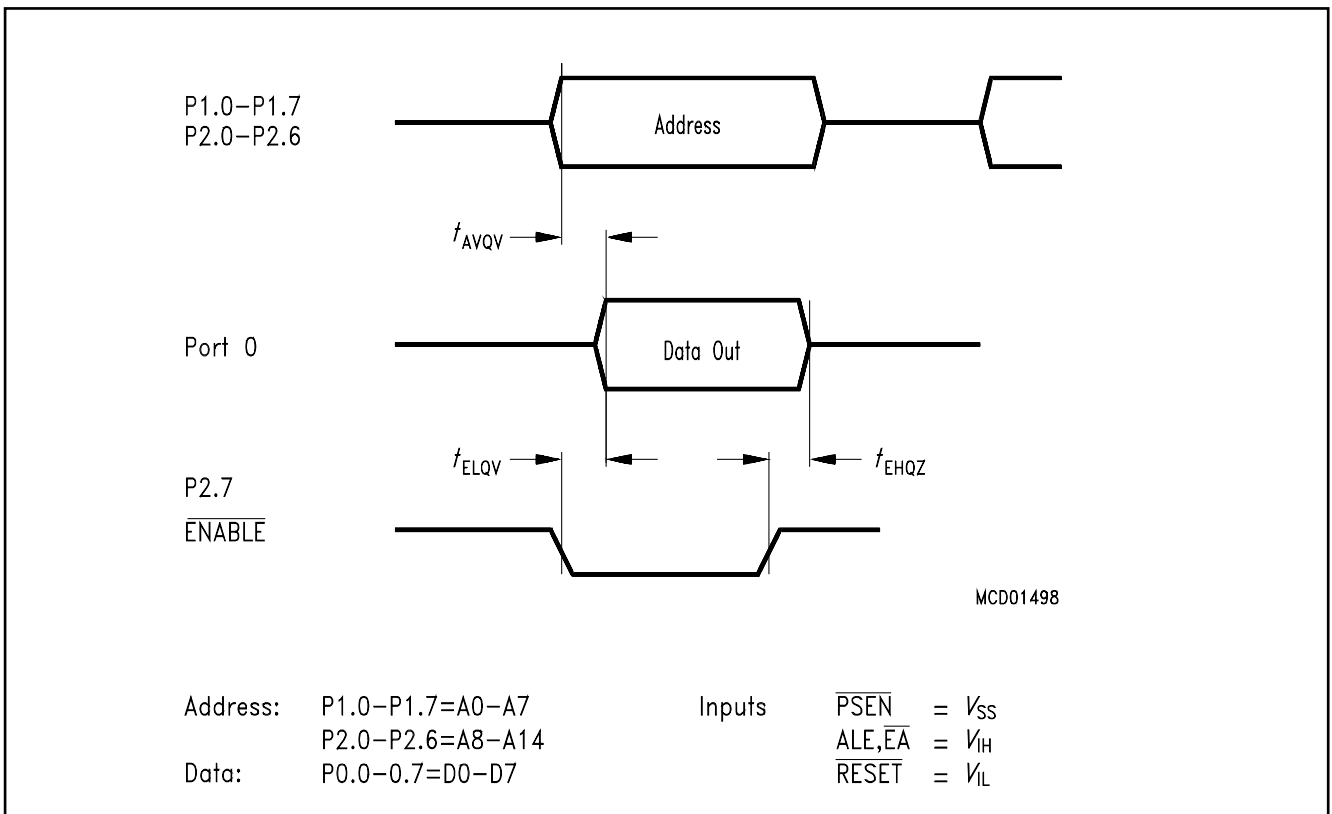 P1.0–P1.7
P2.0–P2.6
Address
tAVQV
Port 0
Data Out
tELQV
tEHQZ
P2.7
ENABLE
MCD01498
Address: P1.0–P1.7=A0–A7 Inputs PSEN = VSS
P2.0–P2.6=A8–A14 ALE,EA = VIH
Data: P0.0–0.7=D0–D7 RESET = VIL